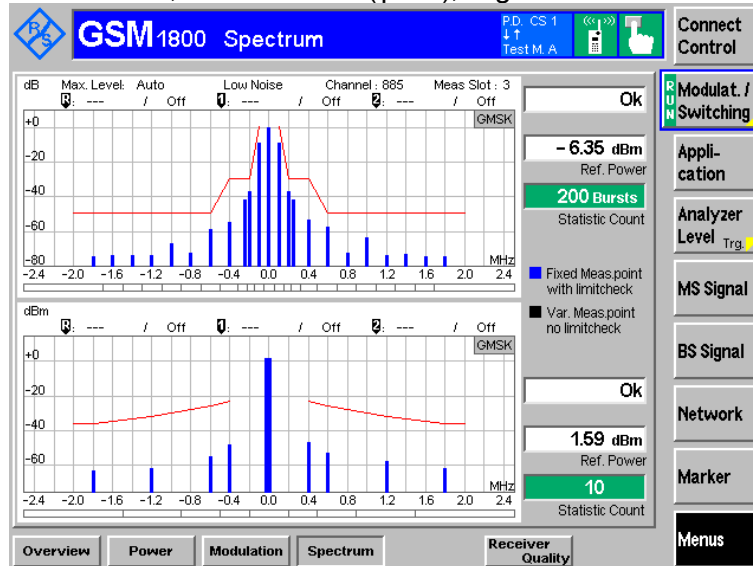 R S
GSM 1800 Spectrum
P.D. CS 1
↓↑
Test M. A
Connect
Control
dB Max. Level: Auto Low Noise Channel : 885 Meas Slot : 3
R: --- / Off 1: --- / Off 2: --- / Off
GMSK
+0
-20
-40
-60
-80
MHz
-2.4 -2.0 -1.6 -1.2 -0.8 -0.4 0.0 0.4 0.8 1.2 1.6 2.0 2.4
Ok
- 6.35 dBm
Ref. Power
200 Bursts
Statistic Count
Fixed Meas.point
with limitcheck
Var. Meas.point
no limitcheck
dBm
R: --- / Off 1: --- / Off 2: --- / Off
GMSK
+0
-20
-40
-60
MHz
-2.4 -2.0 -1.6 -1.2 -0.8 -0.4 0.0 0.4 0.8 1.2 1.6 2.0 2.4
Ok
1.59 dBm
Ref. Power
10
Statistic Count
RUN
Modulat. /
Switching
Appli-
cation
Analyzer
Level Trg.
MS Signal
BS Signal
Network
Marker
Menus
Overview Power Modulation Spectrum Receiver
Quality